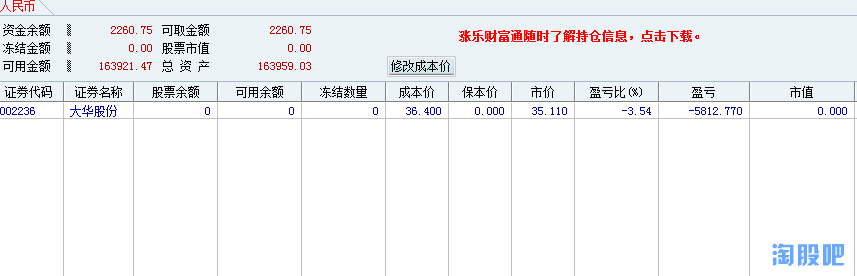 人民币
资金余额 2260.75 可取金额 2260.75
冻结金额 0.00 股票市值 0.00
可用金额 163921.47 总 资 产 163959.03
涨乐财富通随时了解持仓信息，点击下载。
修改成本价
证券代码 证券名称 股票余额 可用余额 冻结数量 成本价 保本价 市价 盈亏比(%) 盈亏 市值
002236 大华股份 0 0 0 36.400 0.000 35.110 -3.54 -5812.770 0.000
淘股吧